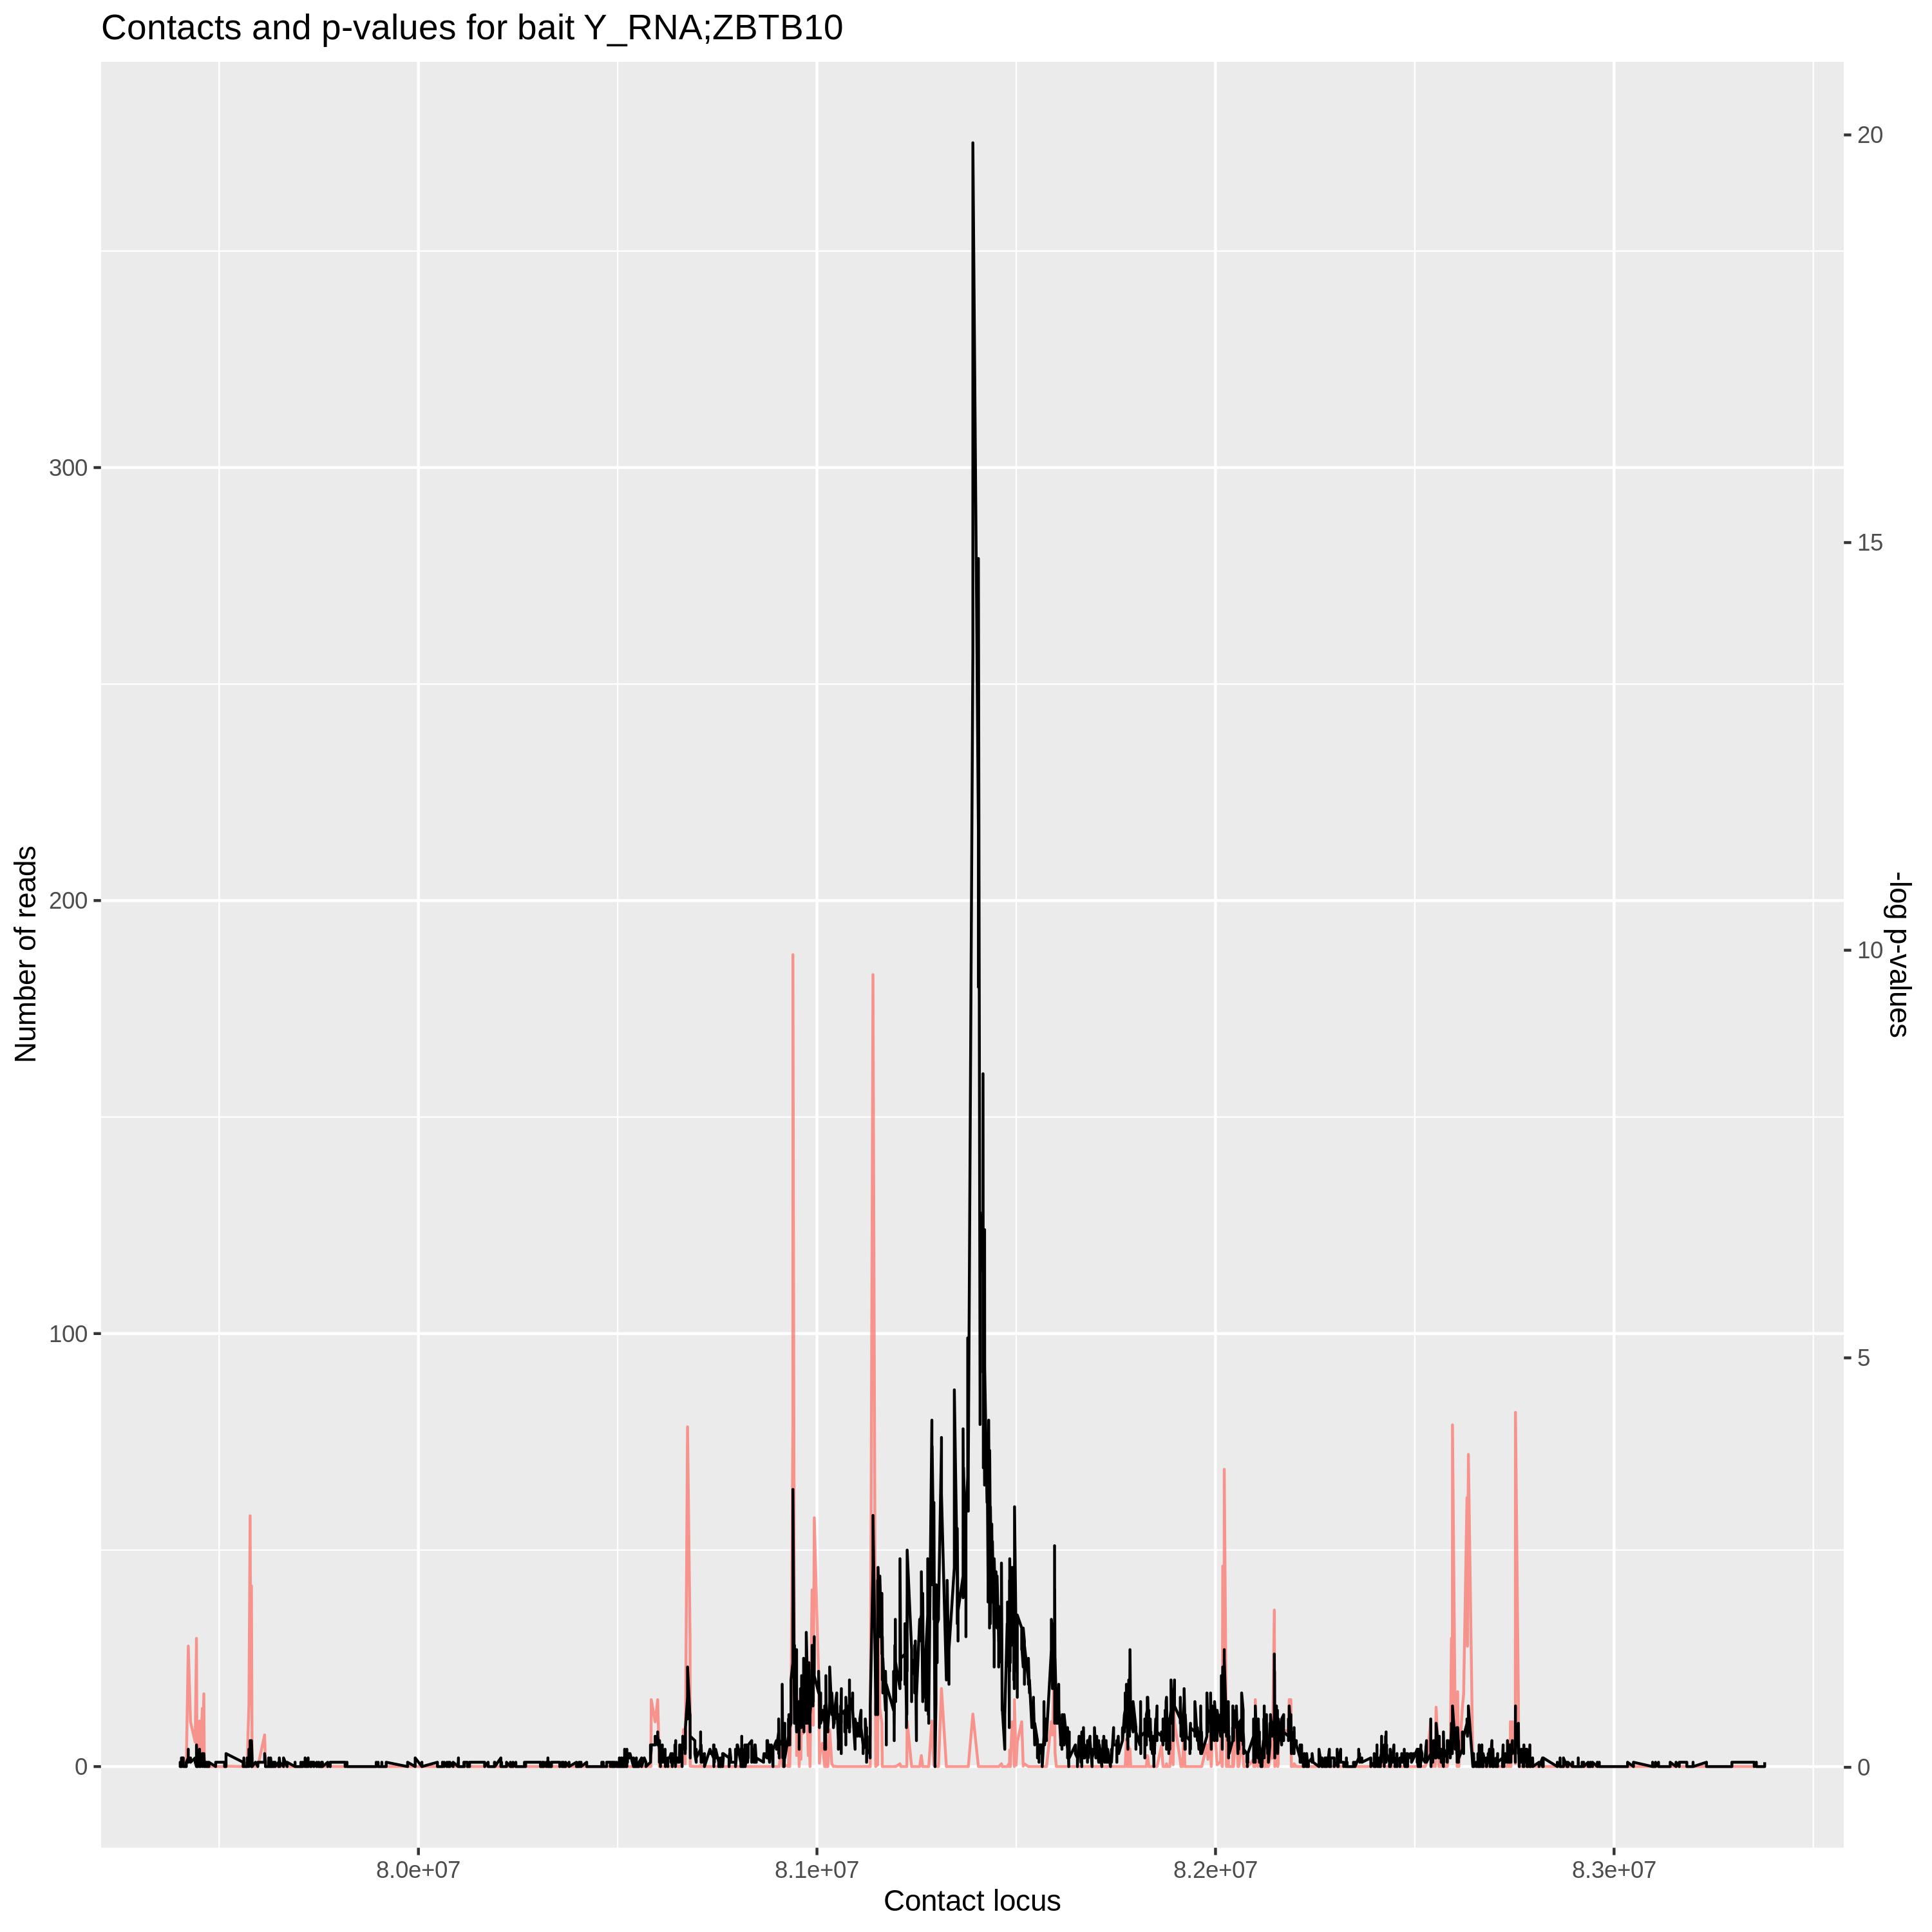 Contacts and p-values for bait Y_RNA;ZBTB10
20
15
10
5
0
-log p-values
300
200
100
0
Number of reads
8.0e+07
8.1e+07
8.2e+07
8.3e+07
Contact locus